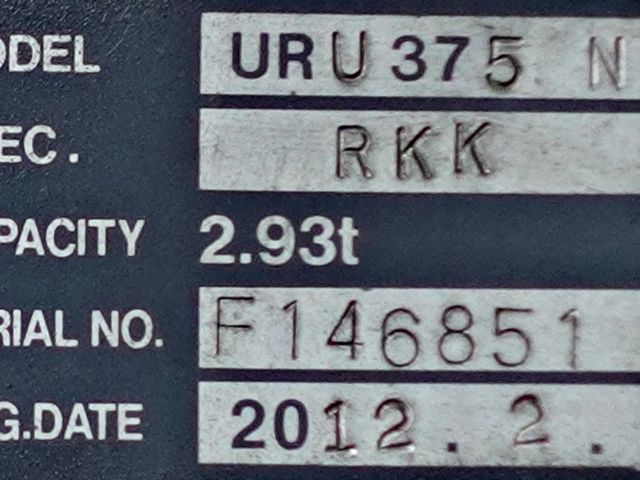 ODEL URU375 N
EC. RKK
PACITY 2.93t
RIAL NO. F146851
G.DATE 2012.2.